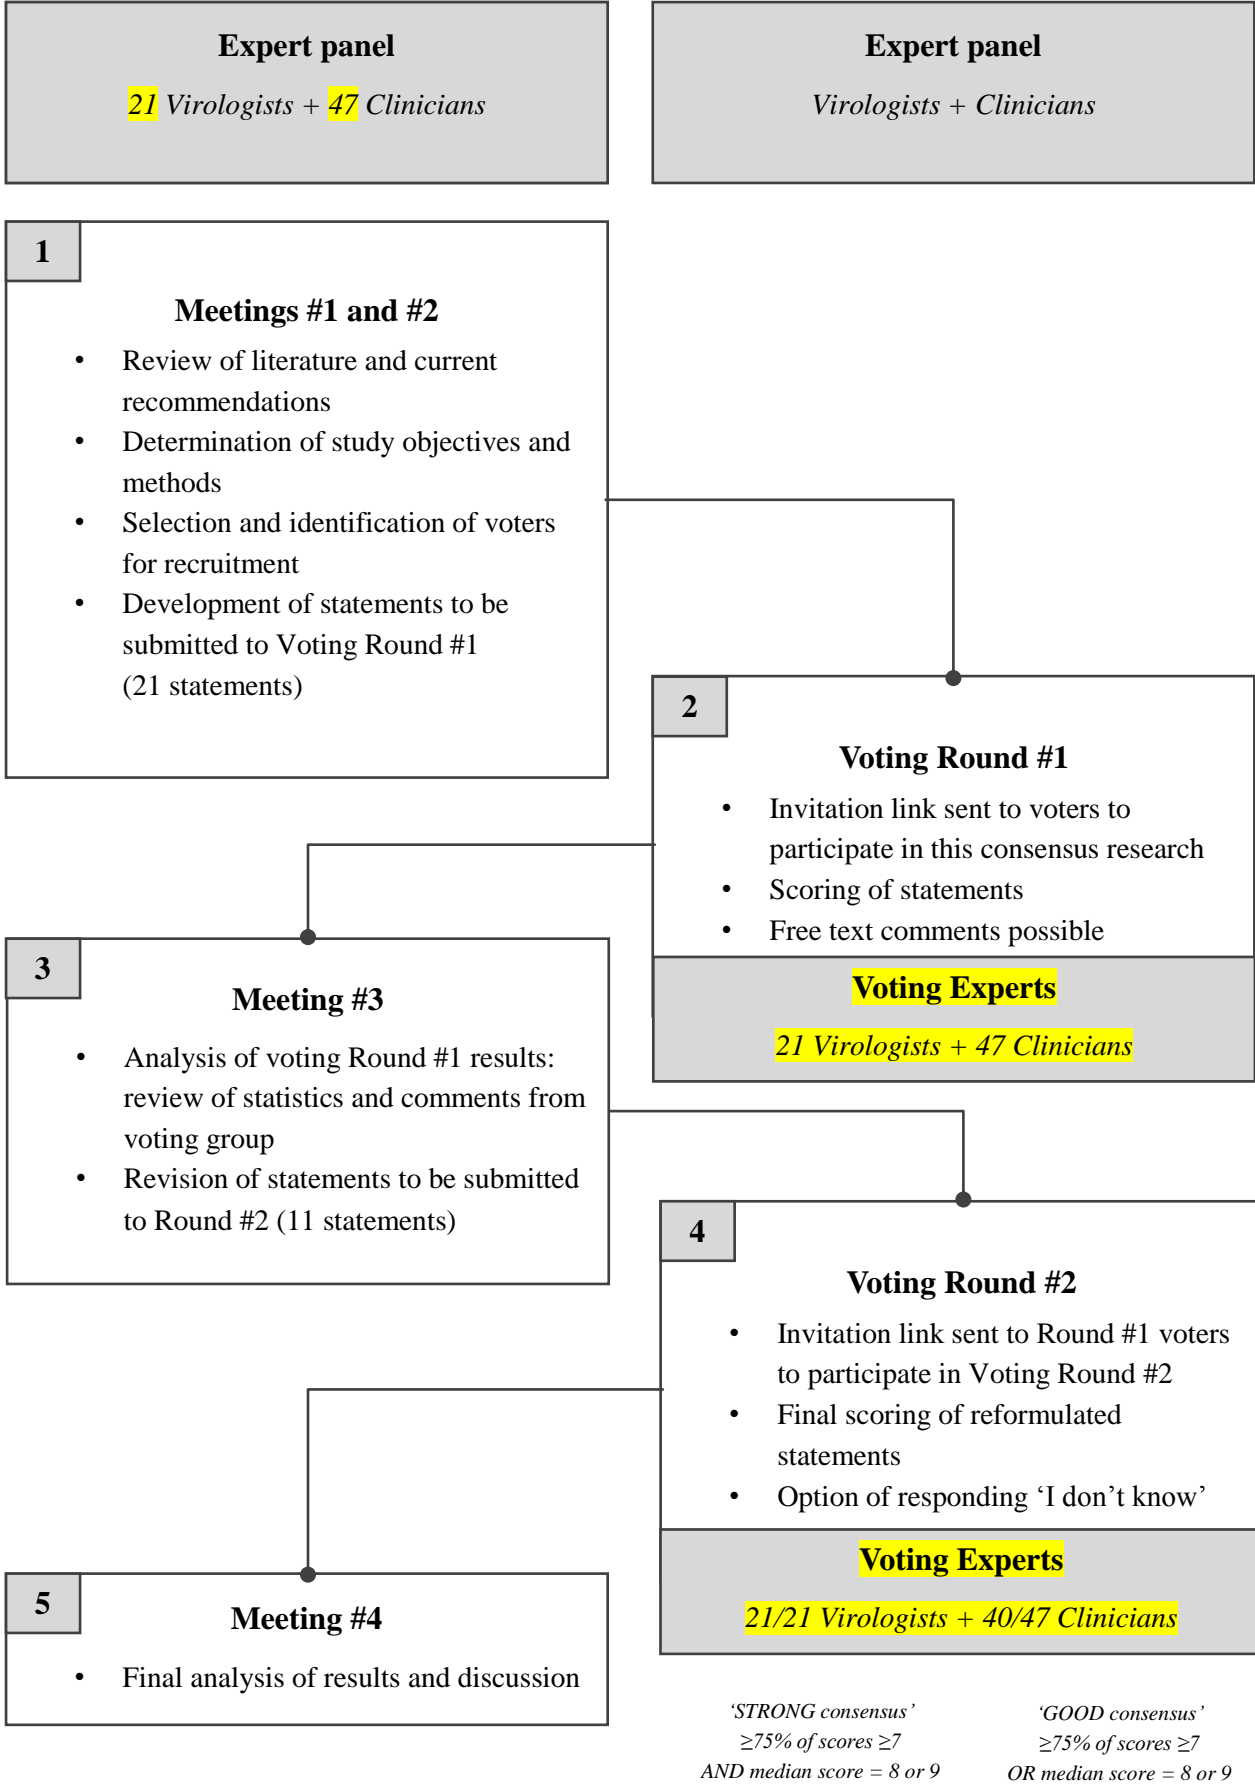 Expert panel
21 Virologists + 47 Clinicians
Expert panel
Virologists + Clinicians
1
Meetings #1 and #2
• Review of literature and current
recommendations
• Determination of study objectives and
methods
• Selection and identification of voters
for recruitment
• Development of statements to be
submitted to Voting Round #1
(21 statements)
2
Voting Round #1
• Invitation link sent to voters to
participate in this consensus research
• Scoring of statements
• Free text comments possible
Voting Experts
21 Virologists + 47 Clinicians
3
Meeting #3
• Analysis of voting Round #1 results:
review of statistics and comments from
voting group
• Revision of statements to be submitted
to Round #2 (11 statements)
4
Voting Round #2
• Invitation link sent to Round #1 voters
to participate in Voting Round #2
• Final scoring of reformulated
statements
• Option of responding ‘I don’t know’
Voting Experts
21/21 Virologists + 40/47 Clinicians
5
Meeting #4
• Final analysis of results and discussion
‘STRONG consensus’
≥75% of scores ≥7
AND median score = 8 or 9
‘GOOD consensus’
≥75% of scores ≥7
OR median score = 8 or 9